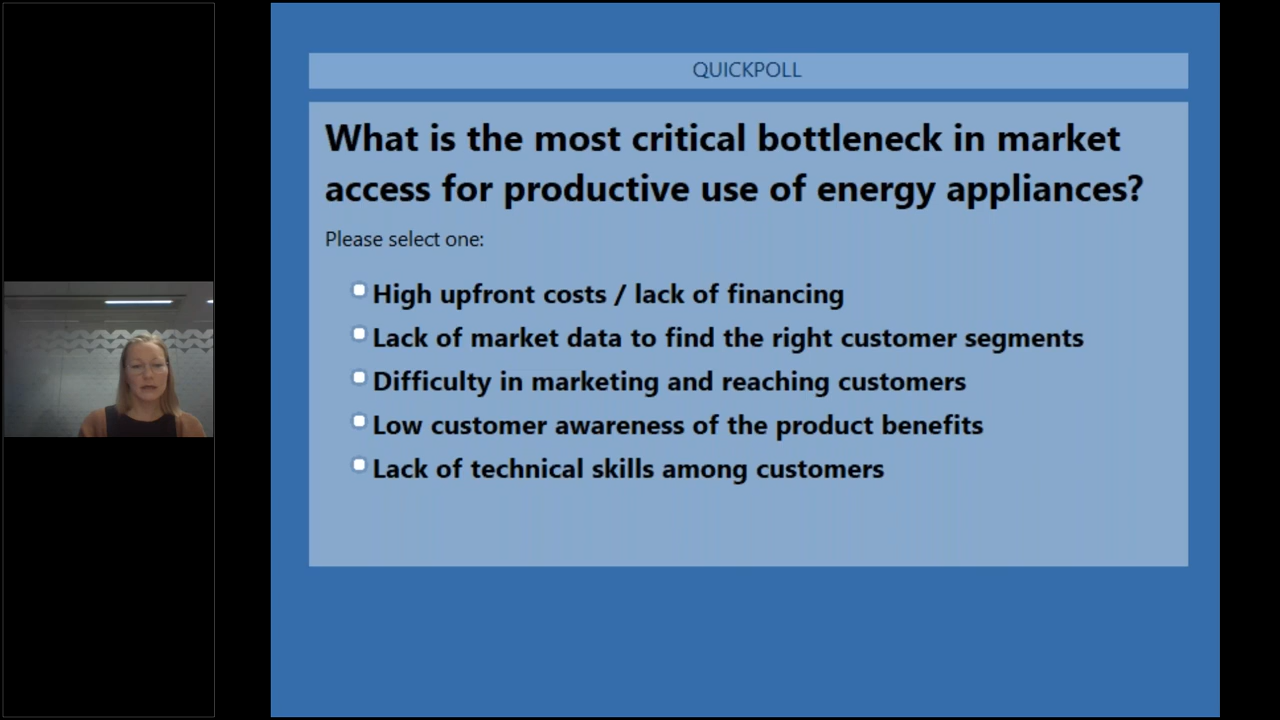 QUICKPOLL
What is the most critical bottleneck in market
access for productive use of energy appliances?
Please select one:
High upfront costs / lack of financing
Lack of market data to find the right customer segments
Difficulty in marketing and reaching customers
Low customer awareness of the product benefits
Lack of technical skills among customers